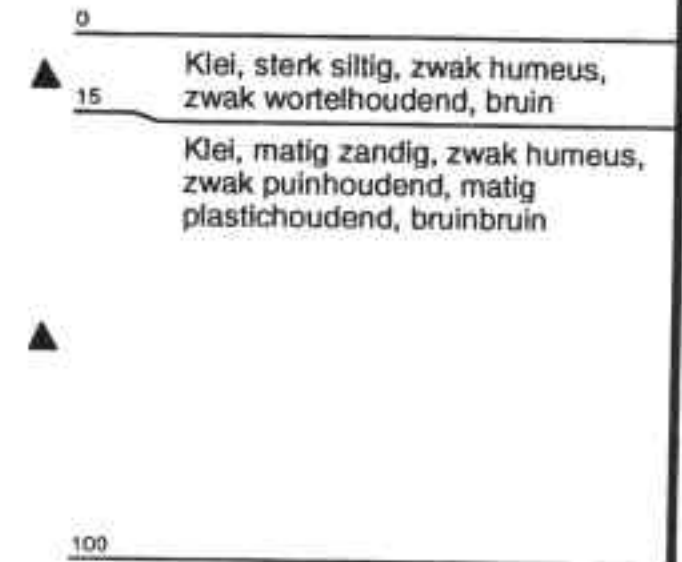 0
Klei, sterk siltig, zwak humeus,
15 zwak wortelhoudend, bruin
Klei, matig zandig, zwak humeus,
zwak puinhoudend, matig
plastichoudend, bruinbruin
100